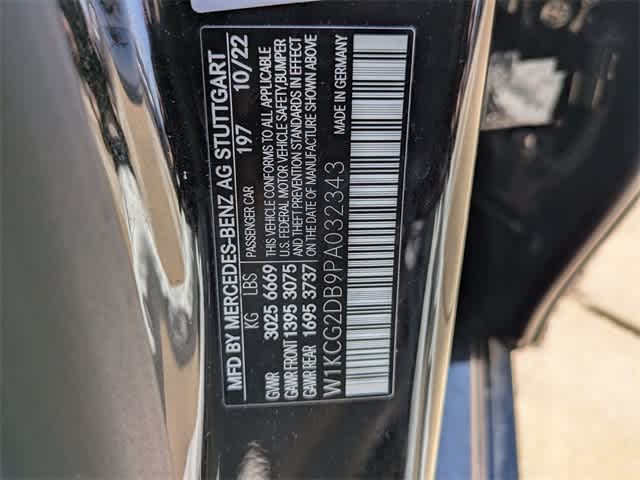 MFD BY MERCEDES-BENZ AG STUTTGART
PASSENGER CAR 197 10/22
KG LBS
GVWR 3025 6669
GAWR FRONT 1395 3075
GAWR REAR 1695 3737
THIS VEHICLE CONFORMS TO ALL APPLICABLE
U.S. FEDERAL MOTOR VEHICLE SAFETY, BUMPER
AND THEFT PREVENTION STANDARDS IN EFFECT
ON THE DATE OF MANUFACTURE SHOWN ABOVE
W1KCG2DB9PA032343
MADE IN GERMANY